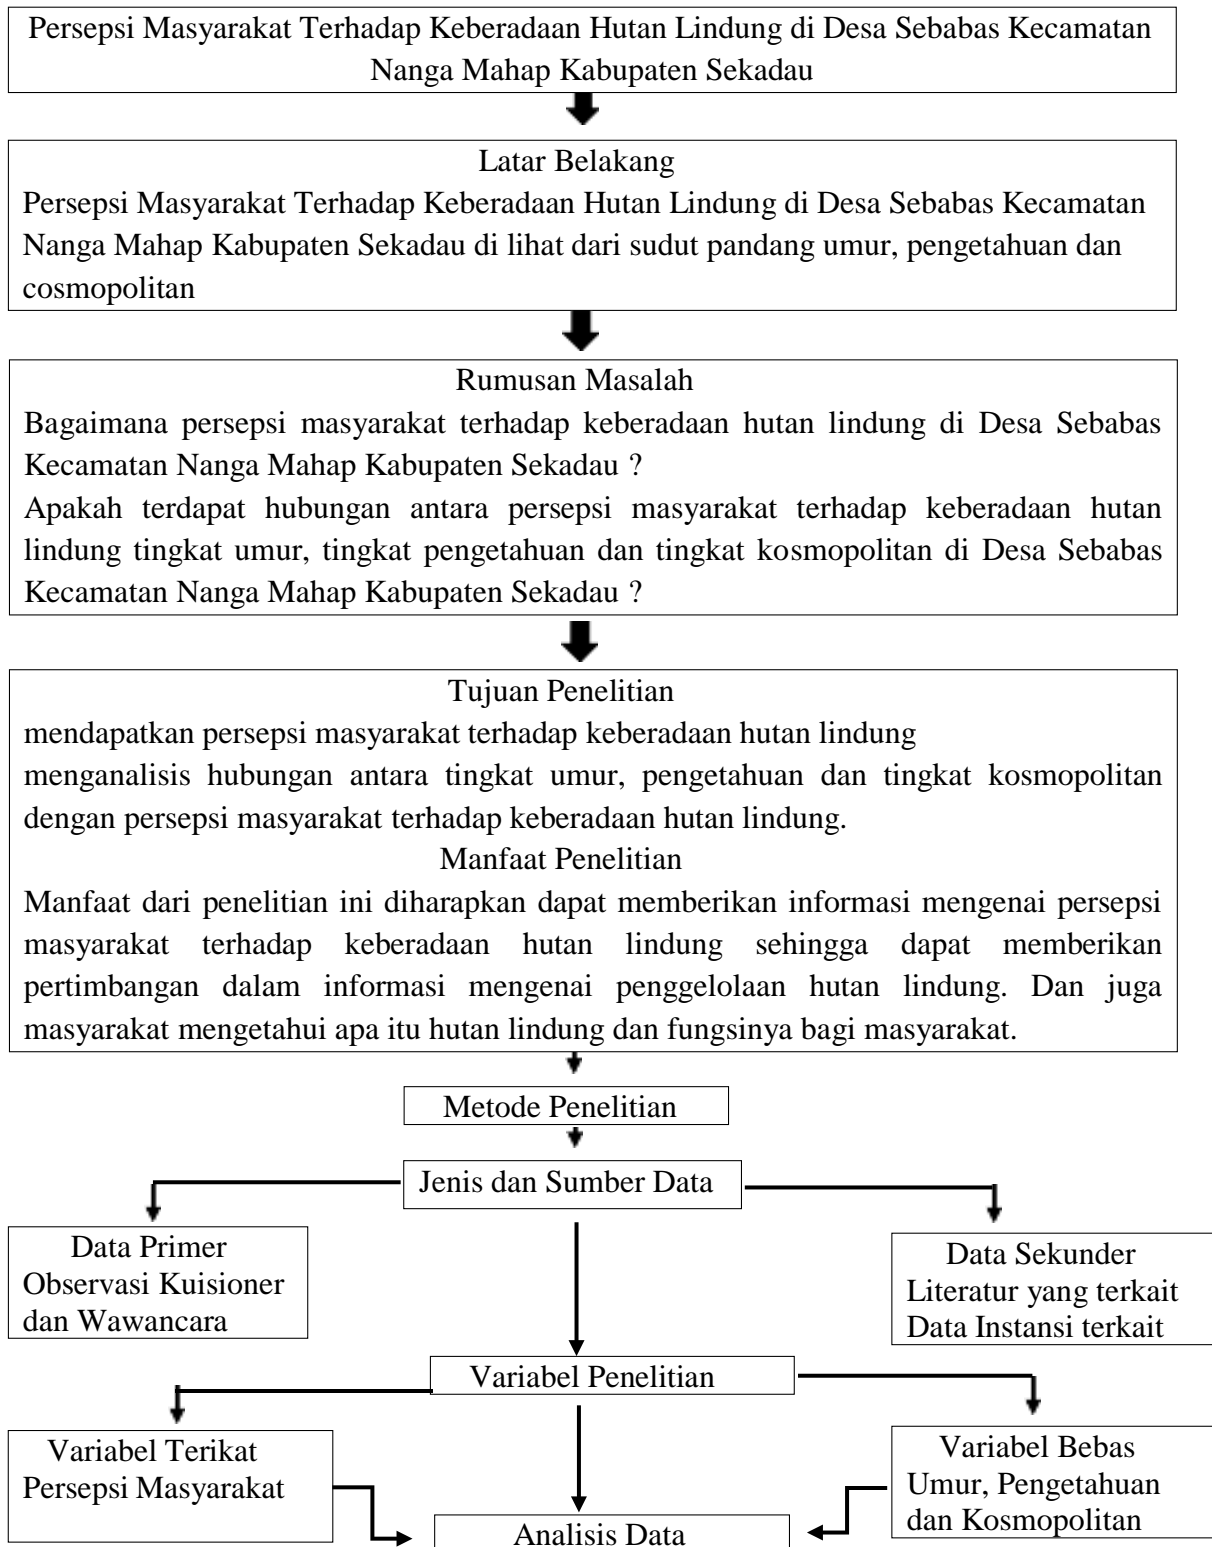 Persepsi Masyarakat Terhadap Keberadaan Hutan Lindung di Desa Sebabas Kecamatan
Nanga Mahap Kabupaten Sekadau
Latar Belakang
Persepsi Masyarakat Terhadap Keberadaan Hutan Lindung di Desa Sebabas Kecamatan
Nanga Mahap Kabupaten Sekadau di lihat dari sudut pandang umur, pengetahuan dan
cosmopolitan
Rumusan Masalah
Bagaimana persepsi masyarakat terhadap keberadaan hutan lindung di Desa Sebabas
Kecamatan Nanga Mahap Kabupaten Sekadau ?
Apakah terdapat hubungan antara persepsi masyarakat terhadap keberadaan hutan
lindung tingkat umur, tingkat pengetahuan dan tingkat kosmopolitan di Desa Sebabas
Kecamatan Nanga Mahap Kabupaten Sekadau ?
Tujuan Penelitian
mendapatkan persepsi masyarakat terhadap keberadaan hutan lindung
menganalisis hubungan antara tingkat umur, pengetahuan dan tingkat kosmopolitan
dengan persepsi masyarakat terhadap keberadaan hutan lindung.
Manfaat Penelitian
Manfaat dari penelitian ini diharapkan dapat memberikan informasi mengenai persepsi
masyarakat terhadap keberadaan hutan lindung sehingga dapat memberikan
pertimbangan dalam informasi mengenai penggelolaan hutan lindung. Dan juga
masyarakat mengetahui apa itu hutan lindung dan fungsinya bagi masyarakat.
Metode Penelitian
Jenis dan Sumber Data
Data Primer
Observasi Kuisioner
dan Wawancara
Data Sekunder
Literatur yang terkait
Data Instansi terkait
Variabel Penelitian
Variabel Terikat
Persepsi Masyarakat
Variabel Bebas
Umur, Pengetahuan
dan Kosmopolitan
Analisis Data